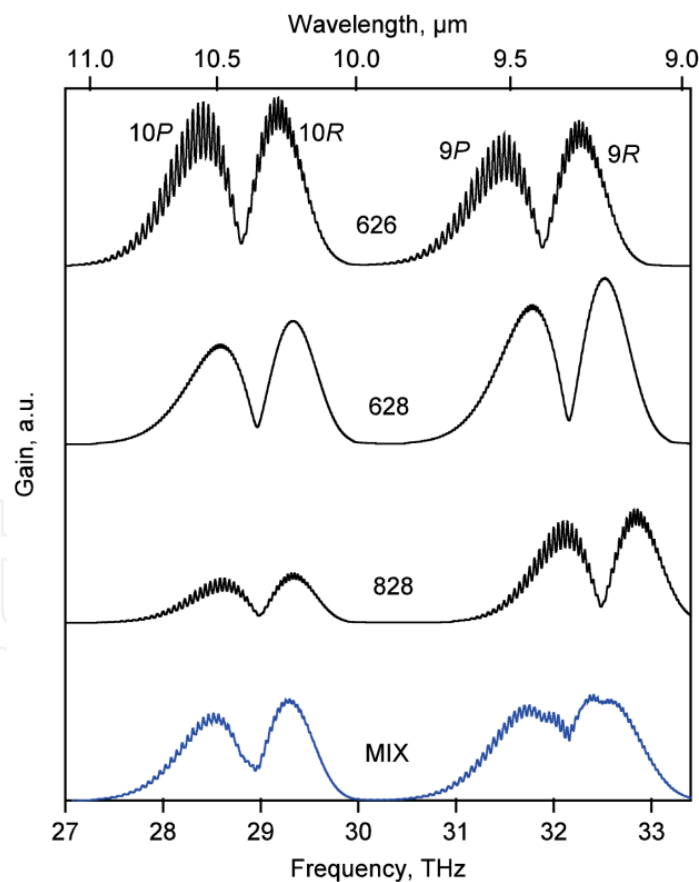 Wavelength, µm
11.0 10.5 10.0 9.5 9.0
10P 10R 9P 9R
626
628
828
MIX
Gain, a.u.
27 28 29 30 31 32 33
Frequency, THz